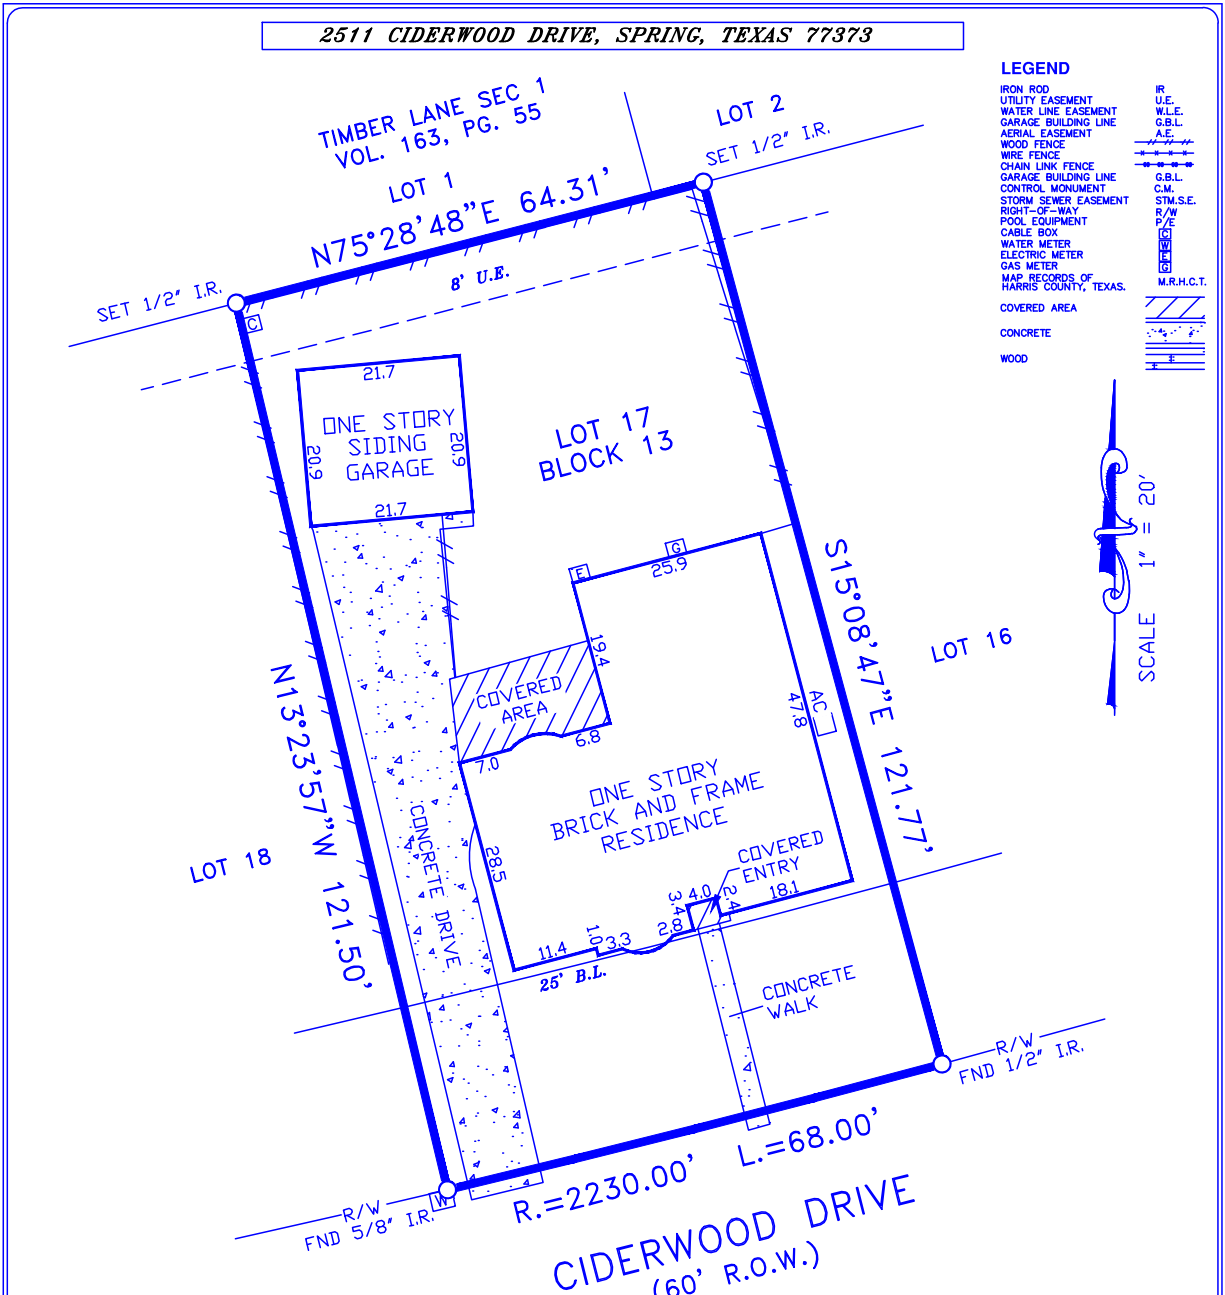 2511 CIDERWOOD DRIVE, SPRING, TEXAS 77373
LEGEND
IRON ROD IR
UTILITY EASEMENT U.E.
WATER LINE EASEMENT W.L.E.
GARAGE BUILDING LINE G.B.L.
AERIAL EASEMENT A.E.
WOOD FENCE
WIRE FENCE
CHAIN LINK FENCE
GARAGE BUILDING LINE G.B.L.
CONTROL MONUMENT C.M.
STORM SEWER EASEMENT STM.S.E.
RIGHT-OF-WAY R/W
POOL EQUIPMENT P/E
CABLE BOX C
WATER METER W
ELECTRIC METER E
GAS METER G
MAP RECORDS OF
HARRIS COUNTY, TEXAS. M.R.H.C.T.
COVERED AREA
CONCRETE
WOOD
TIMBER LANE SEC 1
VOL. 163, PG. 55
LOT 1
LOT 2
SET 1/2" I.R.
N75°28'48"E 64.31'
SET 1/2" I.R.
C
8' U.E.
21.7
ONE STORY
SIDING
GARAGE
20.9
20.9
21.7
LOT 17
BLOCK 13
SCALE 1" = 20'
E
G
25.9
19.4
S15°08'47"E 121.77'
LOT 16
COVERED
AREA
AC
47.8
N13°23'57"W 121.50'
7.0
6.8
ONE STORY
BRICK AND FRAME
RESIDENCE
LOT 18
CONCRETE DRIVE
28.5
COVERED
ENTRY
3.4
4.0
2.4
18.1
11.4
1.0
3.3
2.8
25' B.L.
CONCRETE
WALK
R/W
FND 1/2" I.R.
W
R/W
FND 5/8" I.R.
R.=2230.00' L.=68.00'
CIDERWOOD DRIVE
(60' R.O.W.)